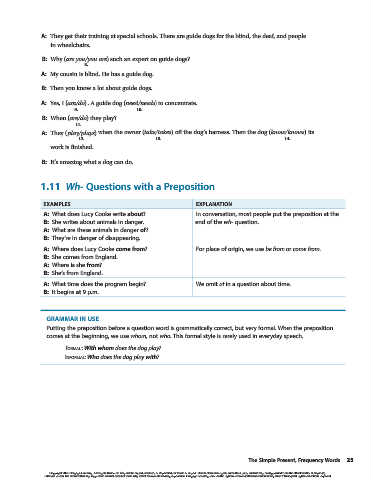 A: They get their training at special schools. There are guide dogs for the blind, the deaf, and people
in wheelchairs.
B: Why (are you/you are) such an expert on guide dogs?
8.
A: My cousin is blind. He has a guide dog.
B: Then you know a lot about guide dogs.
A: Yes, I (am/do). A guide dog (need/needs) to concentrate.
9. 10.
B: When (are/do) they play?
11.
A: They (play/plays) when the owner (take/takes) off the dog's harness. Then the dog (know/knows) its
12. 13. 14.
work is finished.
B: It's amazing what a dog can do.
1.11 Wh- Questions with a Preposition
EXAMPLES EXPLANATION
A: What does Lucy Cooke write about? In conversation, most people put the preposition at the
B: She writes about animals in danger. end of the wh- question.
A: What are these animals in danger of?
B: They're in danger of disappearing.
A: Where does Lucy Cooke come from? For place of origin, we use be from or come from.
B: She comes from England.
A: Where is she from?
B: She's from England.
A: What time does the program begin? We omit at in a question about time.
B: It begins at 9 p.m.
GRAMMAR IN USE
Putting the preposition before a question word is grammatically correct, but very formal. When the preposition
comes at the beginning, we use whom, not who. This formal style is rarely used in everyday speech.
FORMAL: With whom does the dog play?
INFORMAL: Who does the dog play with?
The Simple Present, Frequency Words 25